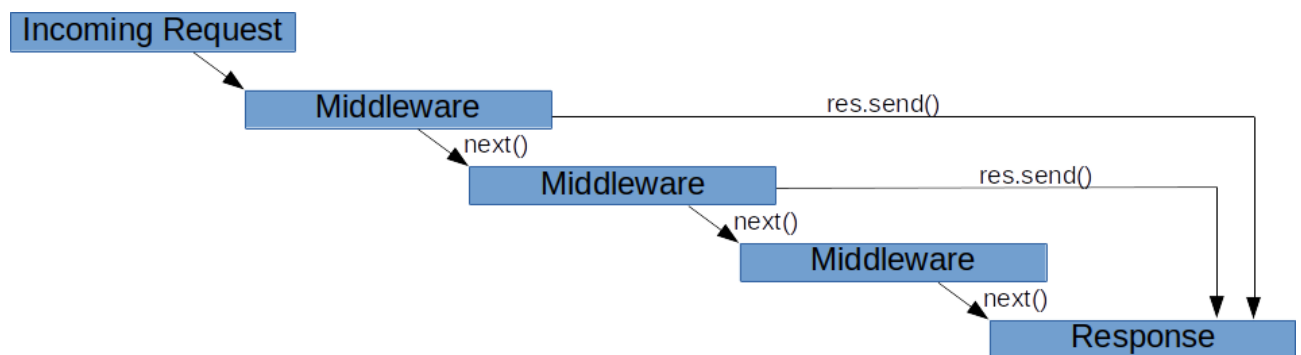 Incoming Request
Middleware
res.send()
next()
Middleware
res.send()
next()
Middleware
next()
Response